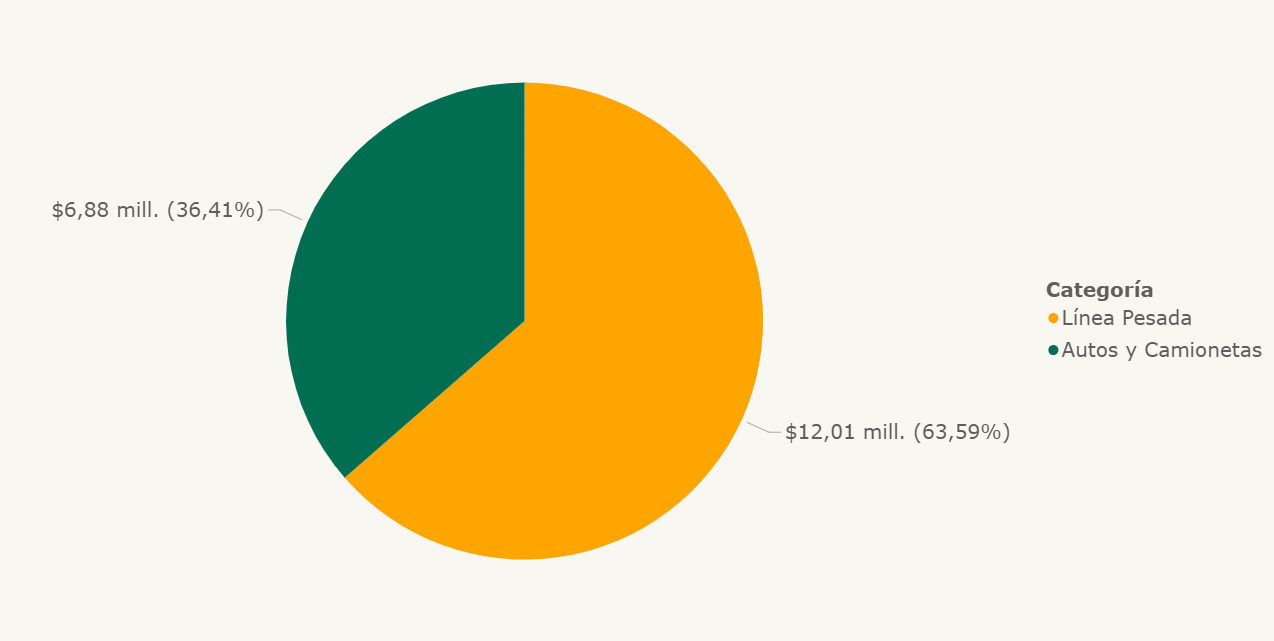 $6,88 mill. (36,41%)
$12,01 mill. (63,59%)
Categoría
Línea Pesada
Autos y Camionetas